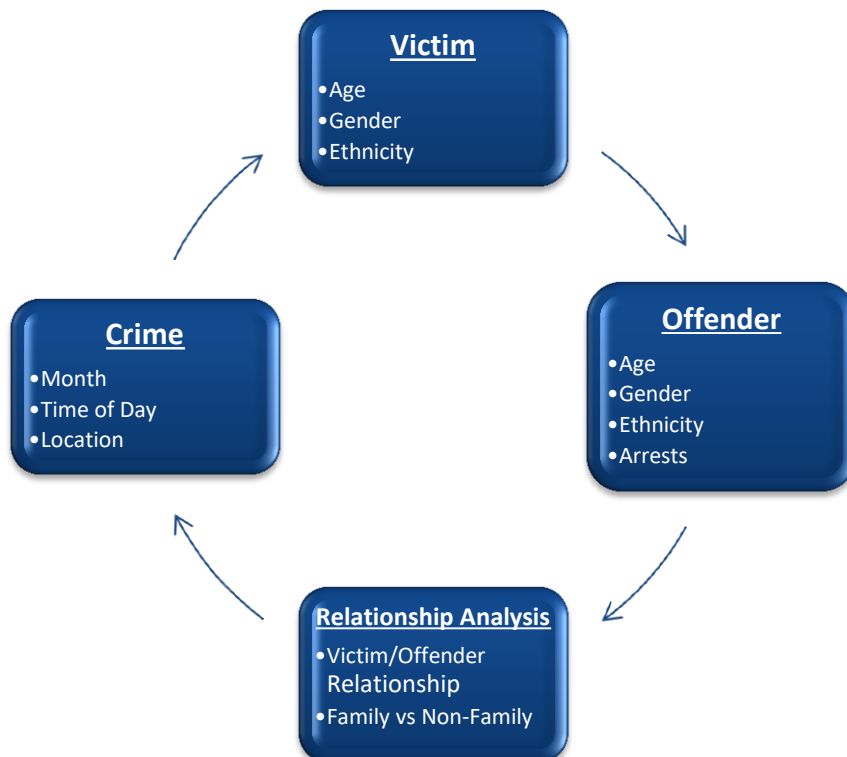 Victim
•Age
•Gender
•Ethnicity
Offender
•Age
•Gender
•Ethnicity
•Arrests
Relationship Analysis
•Victim/Offender
Relationship
•Family vs Non-Family
Crime
•Month
•Time of Day
•Location